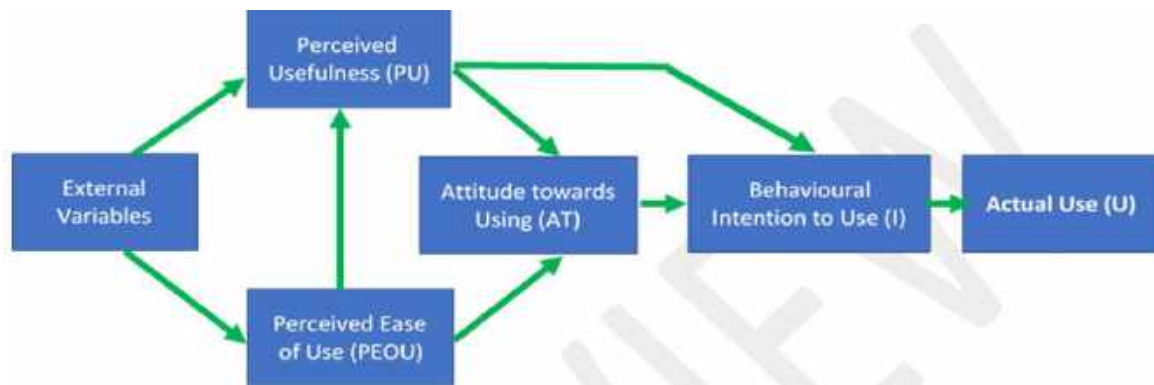 Perceived
Usefulness (PU)
External
Variables
Attitude towards
Using (AT)
Behavioural
Intention to Use (I)
Actual Use (U)
Perceived Ease
of Use (PEOU)